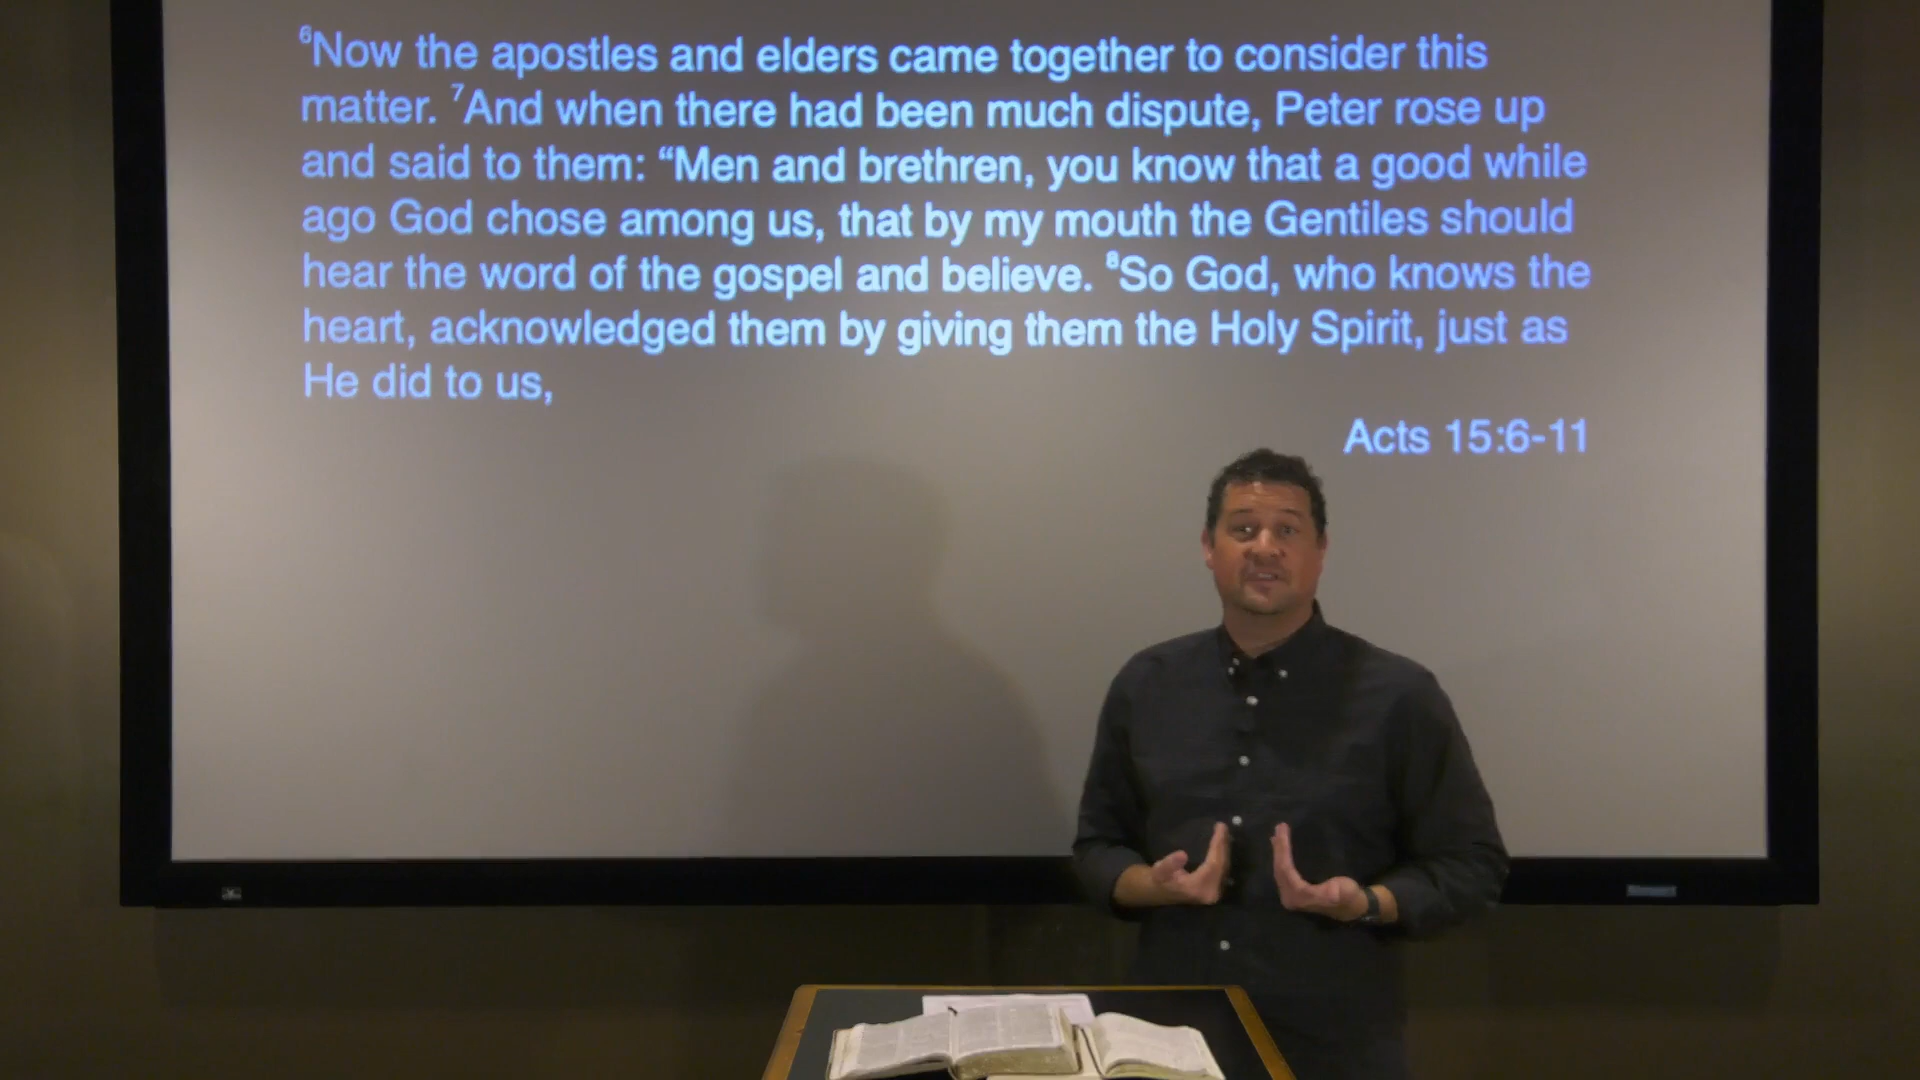 ⁶Now the apostles and elders came together to consider this
matter. ⁷And when there had been much dispute, Peter rose up
and said to them: “Men and brethren, you know that a good while
ago God chose among us, that by my mouth the Gentiles should
hear the word of the gospel and believe. ⁸So God, who knows the
heart, acknowledged them by giving them the Holy Spirit, just as
He did to us,
Acts 15:6-11